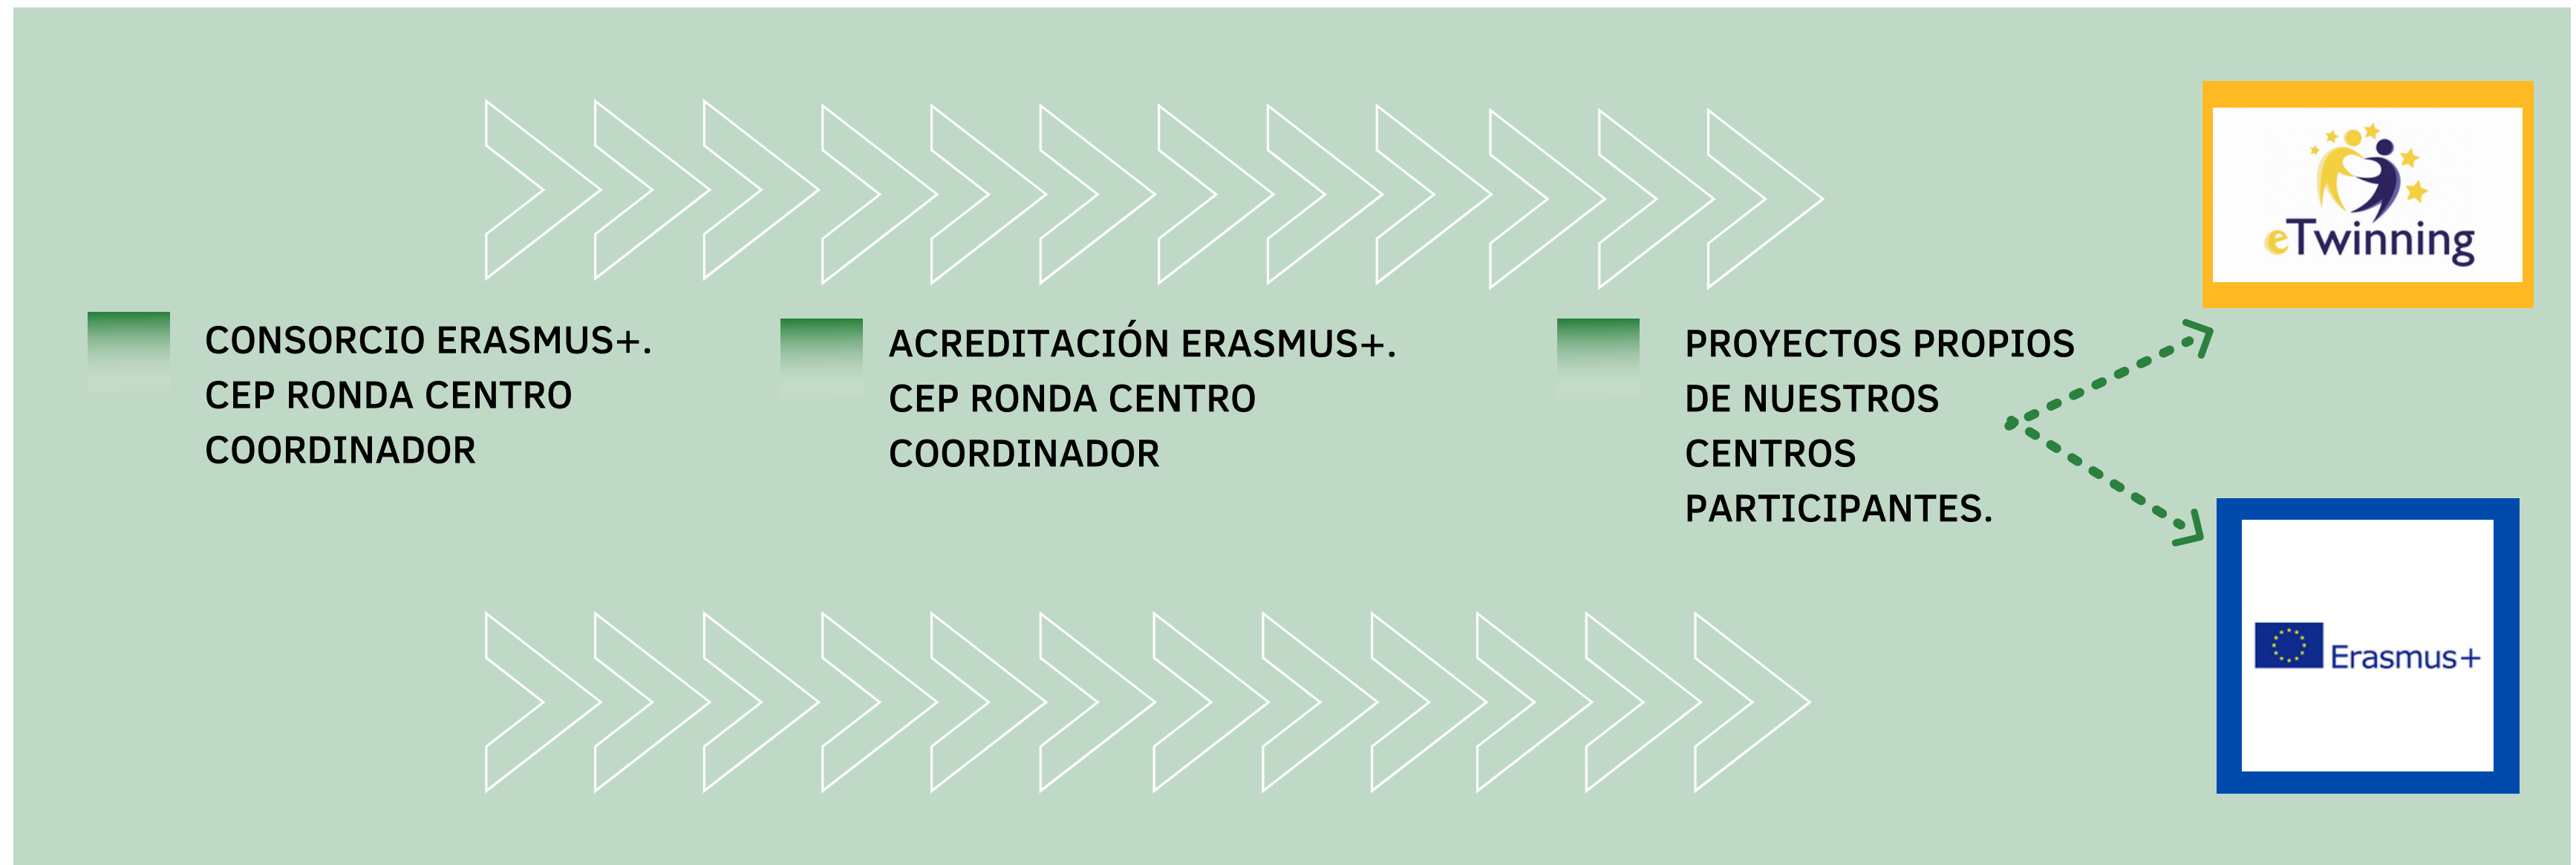 CONSORCIO ERASMUS+.
CEP RONDA CENTRO
COORDINADOR
ACREDITACIÓN ERASMUS+.
CEP RONDA CENTRO
COORDINADOR
PROYECTOS PROPIOS
DE NUESTROS
CENTROS
PARTICIPANTES.
eTwinning
Erasmus+